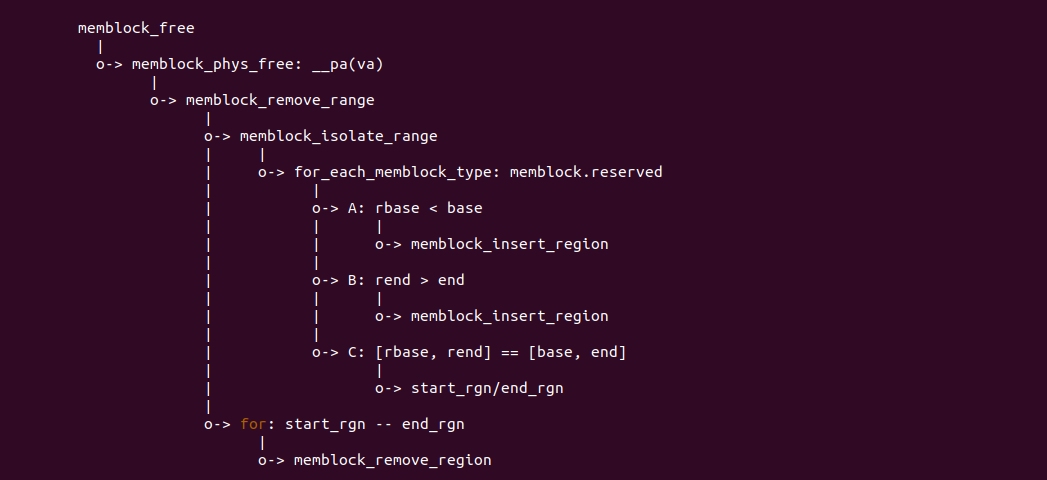 memblock_free
|
o-> memblock_phys_free: __pa(va)
|
o-> memblock_remove_range
|
o-> memblock_isolate_range
| |
| o-> for_each_memblock_type: memblock.reserved
| |
| o-> A: rbase < base
| | |
| | o-> memblock_insert_region
| |
| o-> B: rend > end
| | |
| | o-> memblock_insert_region
| |
| o-> C: [rbase, rend] == [base, end]
| |
| o-> start_rgn/end_rgn
|
o-> for: start_rgn -- end_rgn
|
o-> memblock_remove_region